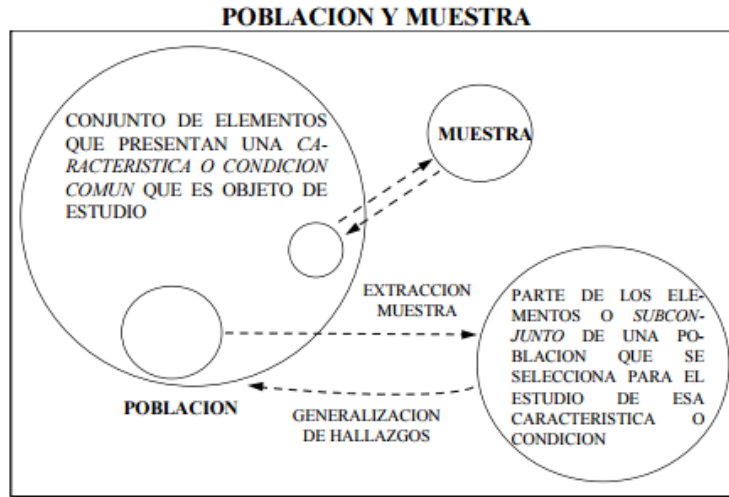 POBLACION Y MUESTRA
CONJUNTO DE ELEMENTOS
QUE PRESENTAN UNA CA-
RACTERISTICA O CONDICION
COMUN QUE ES OBJETO DE
ESTUDIO
MUESTRA
EXTRACCION
MUESTRA
PARTE DE LOS ELE-
MENTOS O SUBCON-
JUNTO DE UNA PO-
BLACION QUE SE
SELECCIONA PARA EL
ESTUDIO DE ESA
CARACTERISTICA O
CONDICION
POBLACION
GENERALIZACION
DE HALLAZGOS